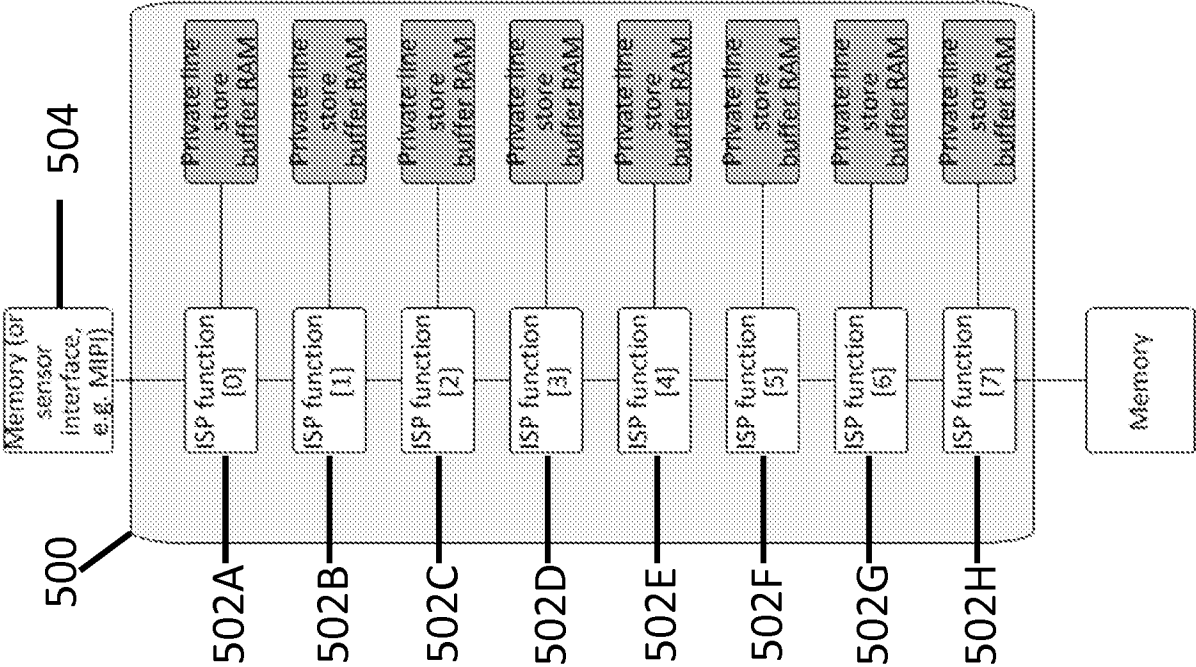 504
500
Memory (or
sensor
interface,
e.g. MIPI)
Private line
store
buffer RAM
ISP function
[0]
502A
Private line
store
buffer RAM
ISP function
[1]
502B
Private line
store
buffer RAM
ISP function
[2]
502C
Private line
store
buffer RAM
ISP function
[3]
502D
Private line
store
buffer RAM
ISP function
[4]
502E
Private line
store
buffer RAM
ISP function
[5]
502F
Private line
store
buffer RAM
ISP function
[6]
502G
Private line
store
buffer RAM
ISP function
[7]
502H
Memory